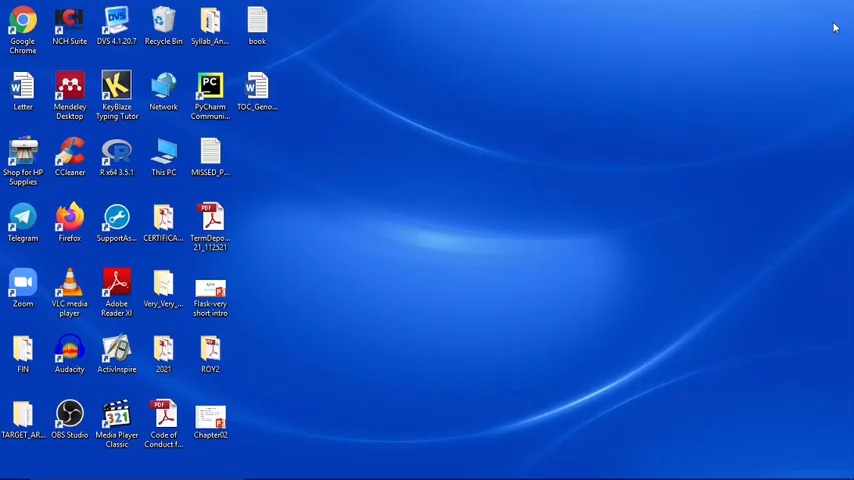 Google
Chrome
NCH Suite
DVS 4.1.20.7
Recycle Bin
Syllab_An...
book
Letter
Mendeley
Desktop
KeyBlaze
Typing Tutor
Network
PyCharm
Communi...
TOC_Geno...
Shop for HP
Supplies
CCleaner
R x64 3.5.1
This PC
MISSED_P...
Telegram
Firefox
SupportAs...
CERTIFICA...
TermDepo...
21_112521
Zoom
VLC media
player
Adobe
Reader XI
Very_Very_...
Flask-very
short intro
FIN
Audacity
ActivInspire
2021
ROY2
TARGET_AR...
OBS Studio
Media Player
Classic
Code of
Conduct f...
Chapter02